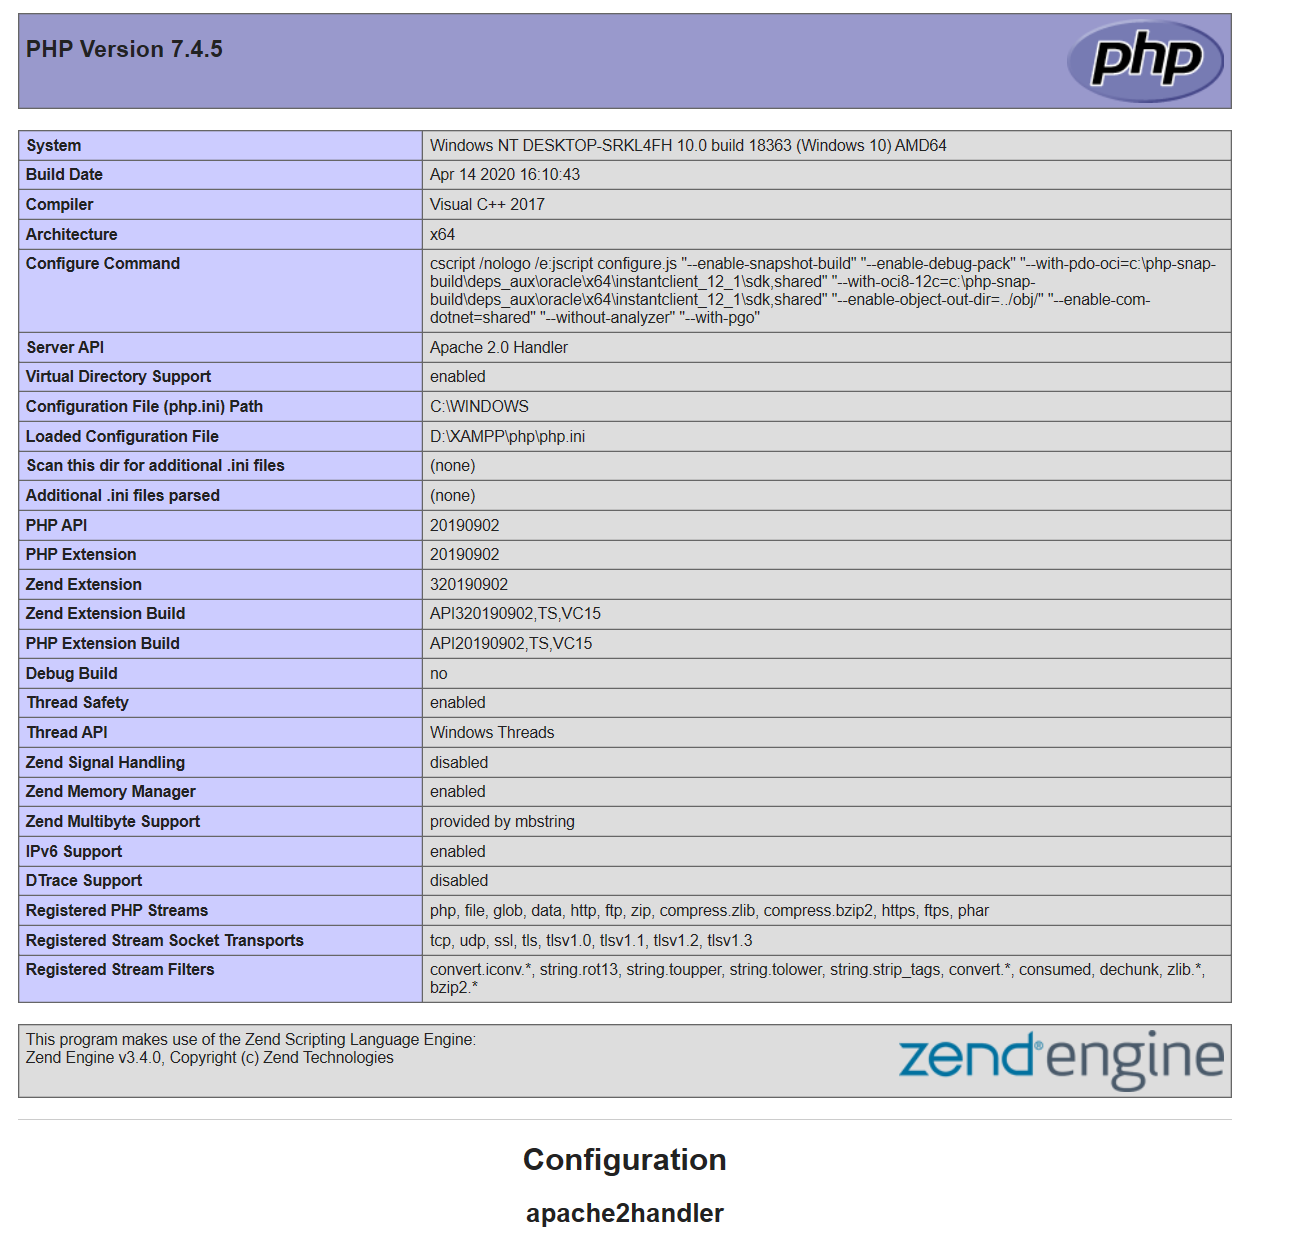 PHP Version 7.4.5
php
System Windows NT DESKTOP-SRKL4FH 10.0 build 18363 (Windows 10) AMD64
Build Date Apr 14 2020 16:10:43
Compiler Visual C++ 2017
Architecture x64
Configure Command cscript /nologo /e:jscript configure.js "--enable-snapshot-build" "--enable-debug-pack" "--with-pdo-oci=c:\php-snap-
build\deps_aux\oracle\x64\instantclient_12_1\sdk,shared" "--with-oci8-12c=c:\php-snap-
build\deps_aux\oracle\x64\instantclient_12_1\sdk,shared" "--enable-object-out-dir=../obj/" "--enable-com-
dotnet=shared" "--without-analyzer" "--with-pgo"
Server API Apache 2.0 Handler
Virtual Directory Support enabled
Configuration File (php.ini) Path C:\WINDOWS
Loaded Configuration File D:\XAMPP\php\php.ini
Scan this dir for additional .ini files (none)
Additional .ini files parsed (none)
PHP API 20190902
PHP Extension 20190902
Zend Extension 320190902
Zend Extension Build API320190902,TS,VC15
PHP Extension Build API20190902,TS,VC15
Debug Build no
Thread Safety enabled
Thread API Windows Threads
Zend Signal Handling disabled
Zend Memory Manager enabled
Zend Multibyte Support provided by mbstring
IPv6 Support enabled
DTrace Support disabled
Registered PHP Streams php, file, glob, data, http, ftp, zip, compress.zlib, compress.bzip2, https, ftps, phar
Registered Stream Socket Transports tcp, udp, ssl, tls, tlsv1.0, tlsv1.1, tlsv1.2, tlsv1.3
Registered Stream Filters convert.iconv.*, string.rot13, string.toupper, string.tolower, string.strip_tags, convert.*, consumed, dechunk, zlib.*,
bzip2.*
This program makes use of the Zend Scripting Language Engine:
Zend Engine v3.4.0, Copyright (c) Zend Technologies
zend® engine
Configuration
apache2handler